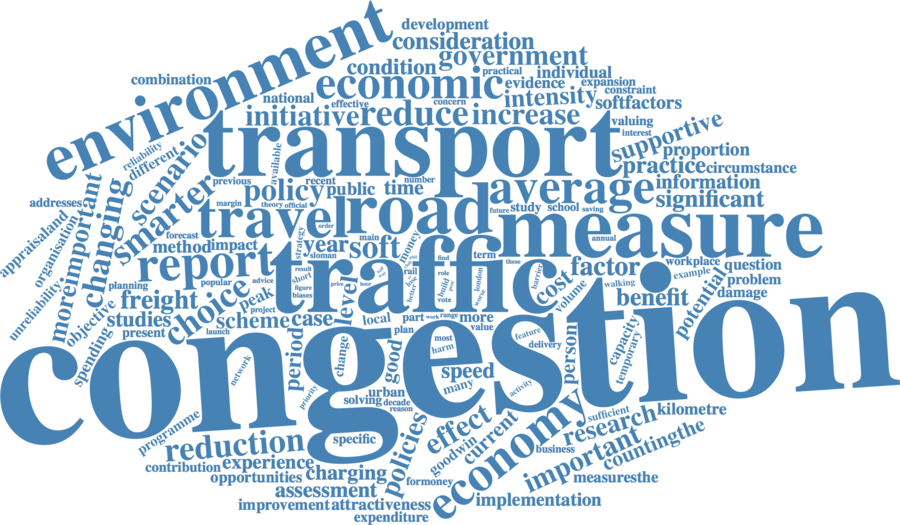 development
consideration
environment
government
condition
practical
individual
combination
economic
evidence
expansion
constraint
national
effective
concern
intensity
softfactors
initiative
reduce
increase
valuing
interest
transport
supportive
reliability
different
available
proportion
scenario
practice
circumstance
previous
recent
number
smarter
policy
public
time
average
information
addresses
important
changing
margin
theory
official
future
study
school
saving
significant
travel
road
order
appraisaland
organisation
forecast
strategy
year
main
soft
money
measure
annual
method
impact
sloman
find
term
these
report
traffic
barrier
factor
workplace
question
example
result
rail
role
london
cost
walking
problem
planning
popular
advice
short
price
hour
build
volume
potential
damage
more
unreliability
objective
freight
choice
peak
figure
biases
level
vote
worse
benefit
studies
project
scheme
case
local
part
work
range
more
value
present
launch
plan
feature
capacity
congestion
spending
network
period
change
good
most
harm
delivery
person
temporary
speed
many
activity
priority
urban
solving
decade
reason
programme
specific
effect
current
economy
sufficient
research
kilometre
reduction
policies
goodwin
business
important
countingthe
contribution
experience
opportunities
charging
formoney
measuresthe
assessment
implementation
improvement
attractiveness
expenditure